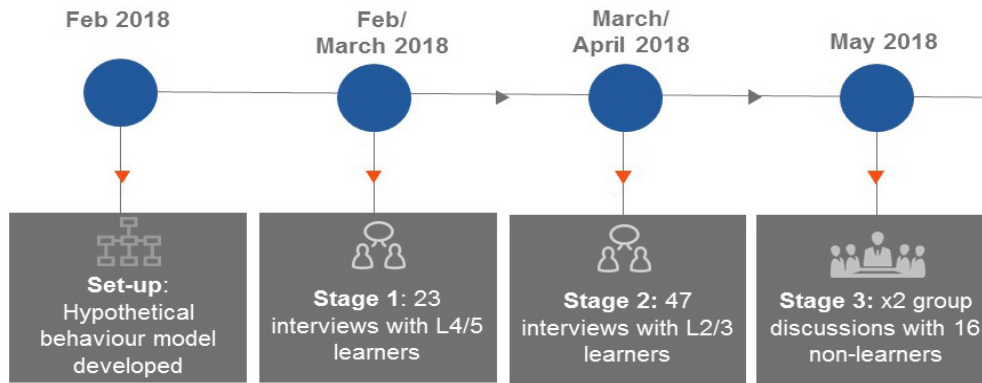 Feb 2018
Feb/
March 2018
March/
April 2018
May 2018
Set-up:
Hypothetical
behaviour model
developed
Stage 1: 23
interviews with L4/5
learners
Stage 2: 47
interviews with L2/3
learners
Stage 3: x2 group
discussions with 16
non-learners